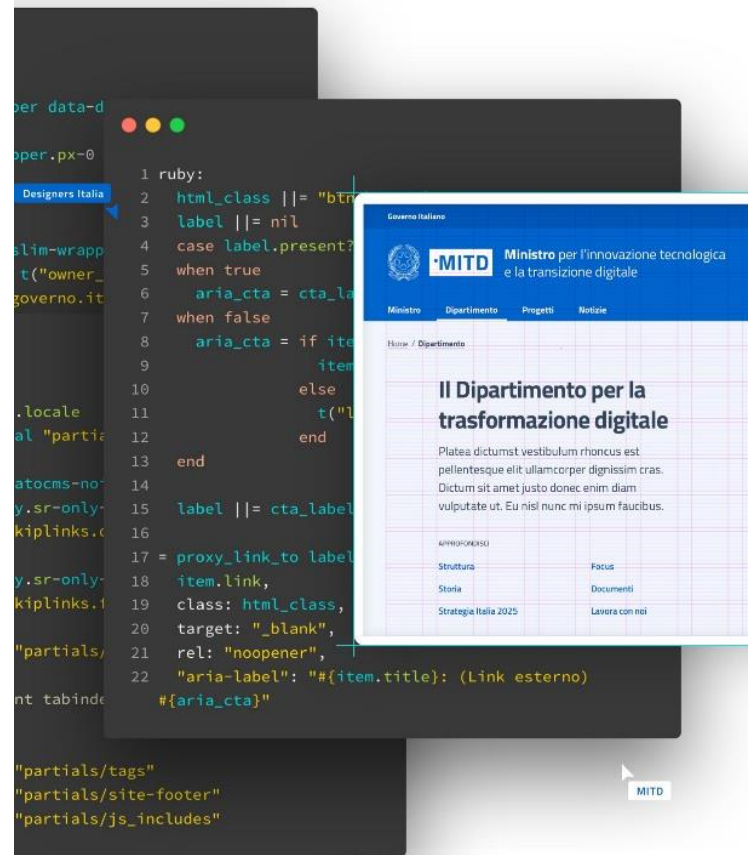 per data-d
pper.px-0
Designers Italia
slim-wrapp
t("owner_
governo.it
.locale
al "partia
atocms-no
y.sr-only-
kiplinks.
y.sr-only-
kiplinks.
"partials/
nt tabinde
"partials/tags"
"partials/site-footer"
"partials/js_includes"
1 ruby:
2 html_class ||= "btn
3 label ||= nil
4 case label.present?
5 when true
6 aria_cta = cta_la
7 when false
8 aria_cta = if ite
9 item
10 else
11 t("l
12 end
13 end
14
15 label ||= cta_label
16
17 = proxy_link_to label
18 item.link,
19 class: html_class,
20 target: "_blank",
21 rel: "noopener",
22 "aria-label": "#{item.title}: (Link esterno)
#{aria_cta}"
Governo Italiano
·MITD
Ministro per l'innovazione tecnologica
e la transizione digitale
Ministro Dipartimento Progetti Notizie
Home / Dipartimento
Il Dipartimento per la
trasformazione digitale
Platea dictumst vestibulum rhoncus est
pellentesque elit ullamcorper dignissim cras.
Dictum sit amet justo donec enim diam
vulputate ut. Eu nisl nunc mi ipsum faucibus.
APPROFONDISCI
Struttura Focus
Storia Documenti
Strategia Italia 2025 Lavora con noi
MITD